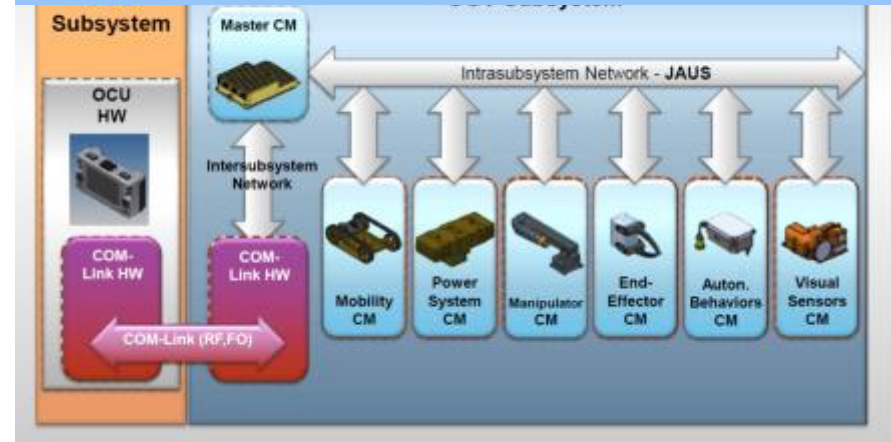 Subsystem
Master CM
Intrasubsystem Network - JAUS
OCU
HW
Intersubsystem
Network
COM-
Link HW
COM-
Link HW
COM-Link (RF,FO)
Mobility
CM
Power
System
CM
Manipulator
CM
End-
Effector
CM
Auton.
Behaviors
CM
Visual
Sensors
CM